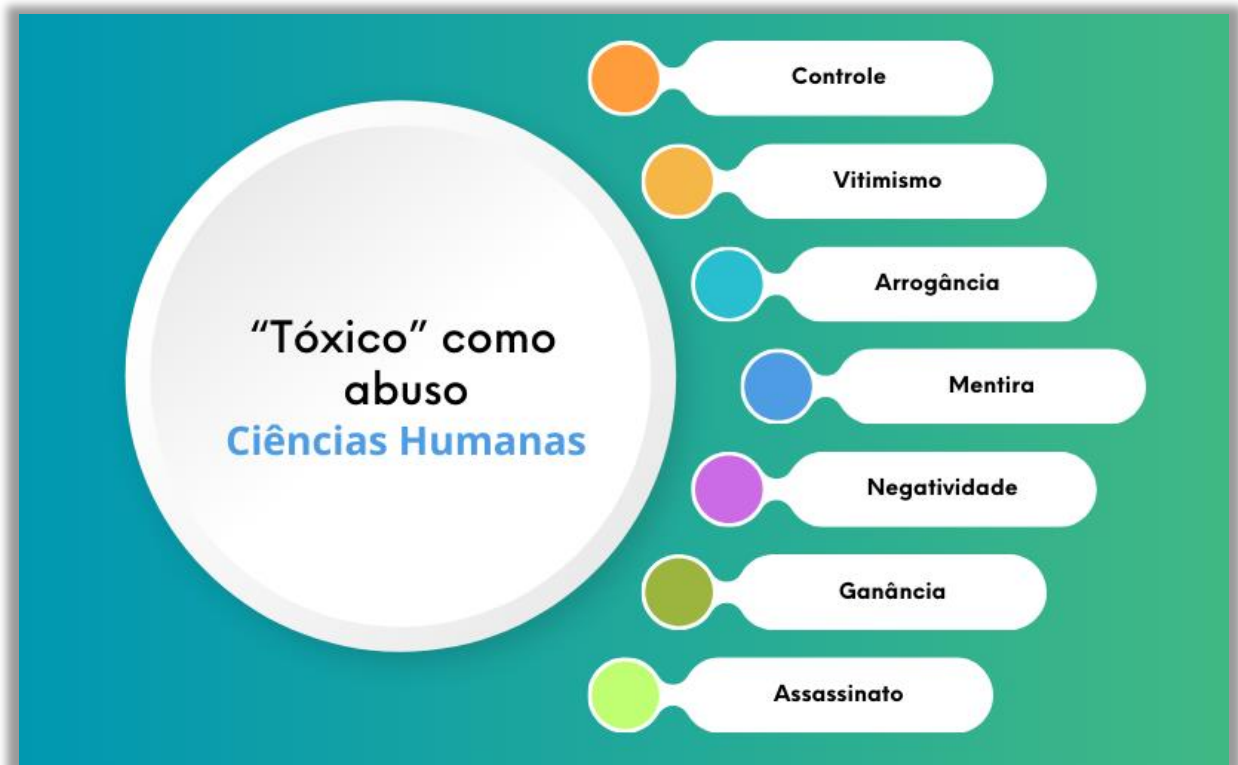 “Tóxico” como
abuso
Ciências Humanas
Controle
Vitimismo
Arrogância
Mentira
Negatividade
Ganância
Assassinato